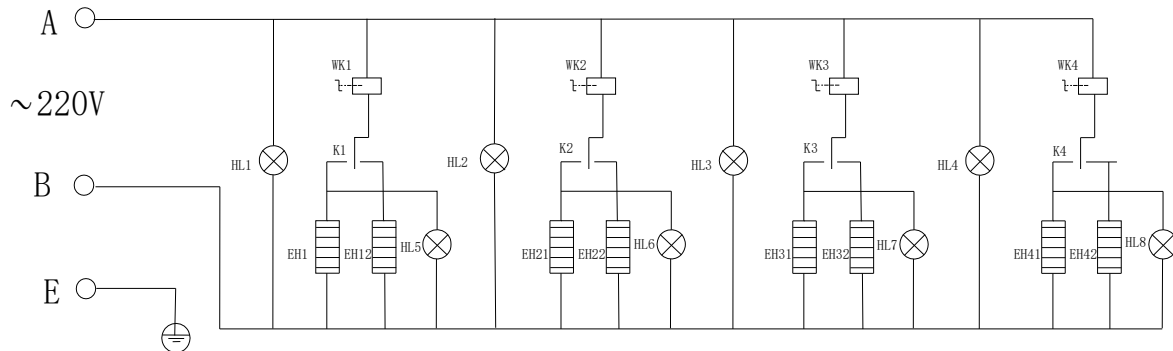 A
～220V
B
E
WK1
WK2
WK3
WK4
K1
K2
K3
K4
HL1
HL2
HL3
HL4
EH1
EH12
HL5
EH21
EH22
HL6
EH31
EH32
HL7
EH41
EH42
HL8